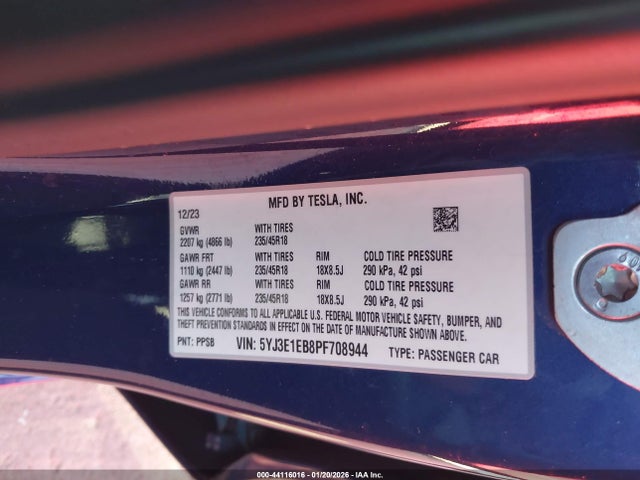 MFD BY TESLA, INC.
12/23
GVWR WITH TIRES
2207 kg (4866 lb) 235/45R18
GAWR FRT WITH TIRES RIM COLD TIRE PRESSURE
1110 kg (2447 lb) 235/45R18 18X8.5J 290 kPa, 42 psi
GAWR RR WITH TIRES RIM COLD TIRE PRESSURE
1257 kg (2771 lb) 235/45R18 18X8.5J 290 kPa, 42 psi
THIS VEHICLE CONFORMS TO ALL APPLICABLE U.S. FEDERAL MOTOR VEHICLE SAFETY, BUMPER, AND
THEFT PREVENTION STANDARDS IN EFFECT ON THE DATE OF MANUFACTURE SHOWN ABOVE.
PNT: PPSB VIN: 5YJ3E1EB8PF708944 TYPE: PASSENGER CAR
000-44116016 - 01/20/2026 - IAA Inc.